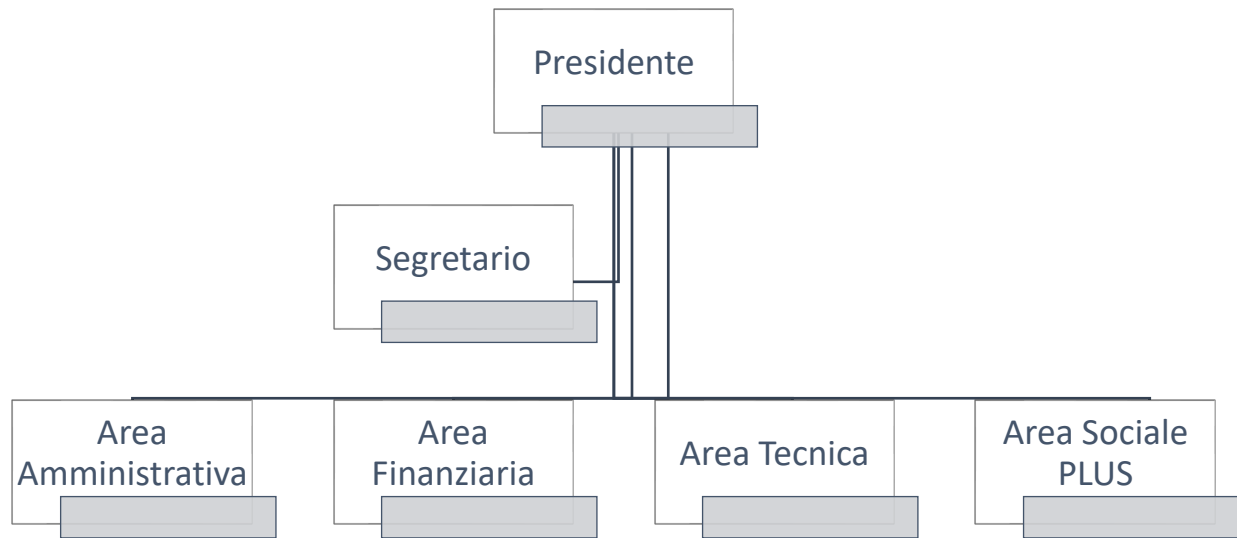 Presidente
Segretario
Area
Amministrativa
Area
Finanziaria
Area Tecnica
Area Sociale
PLUS